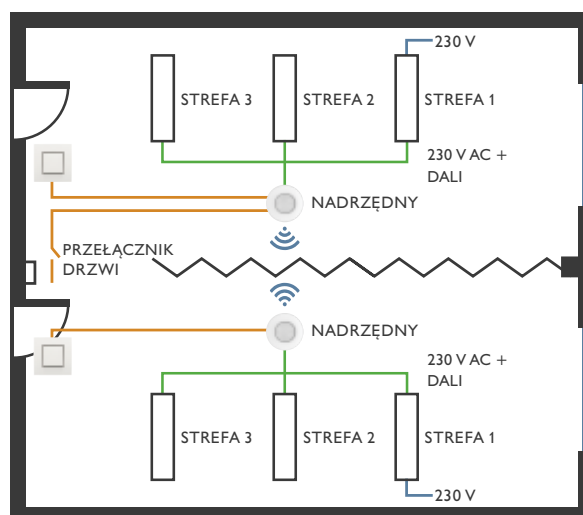 230 V
STREFA 3
STREFA 2
STREFA 1
230 V AC +
DALI
NADRZĘDNY
PRZEŁĄCZNIK
DRZWI
NADRZĘDNY
230 V AC +
DALI
STREFA 3
STREFA 2
STREFA 1
230 V